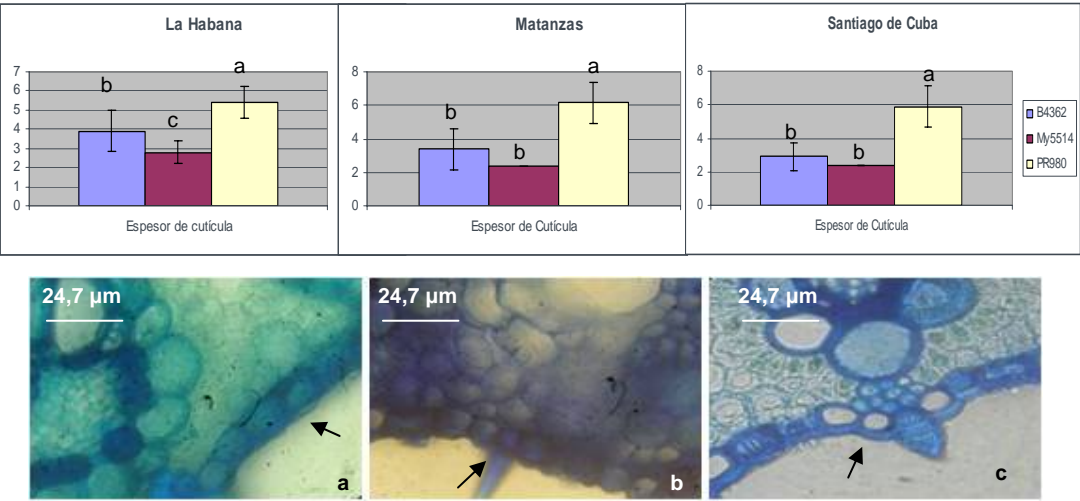 La Habana
7
6
5
4
3
2
1
0
b
c
a
Espesor de cutícula
Matanzas
8
6
4
2
0
b
b
a
Espesor de Cutícula
Santiago de Cuba
8
6
4
2
0
b
b
a
Espesor de Cutícula
B4362
My5514
PR980
24,7 µm
a
24,7 µm
b
24,7 µm
c